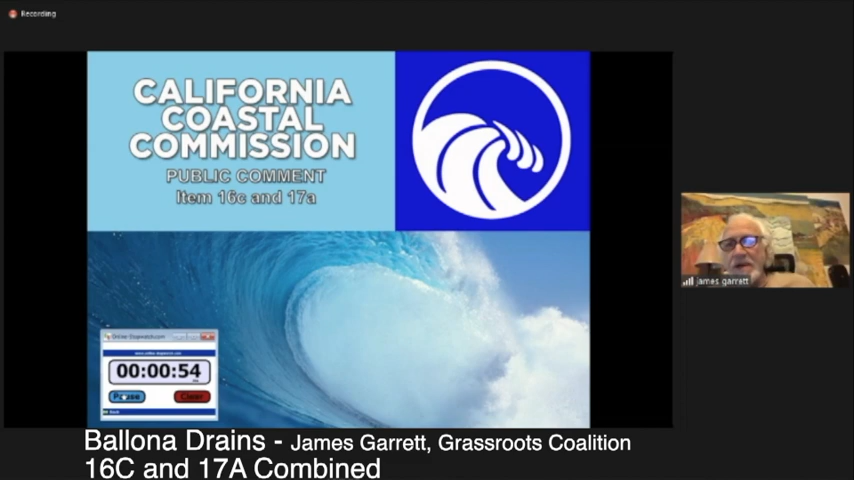 Recording
CALIFORNIA
COASTAL
COMMISSION
PUBLIC COMMENT
Item 16c and 17a
james garrett
00:00:54
Pause
Clear
Ballona Drains - James Garrett, Grassroots Coalition
16C and 17A Combined